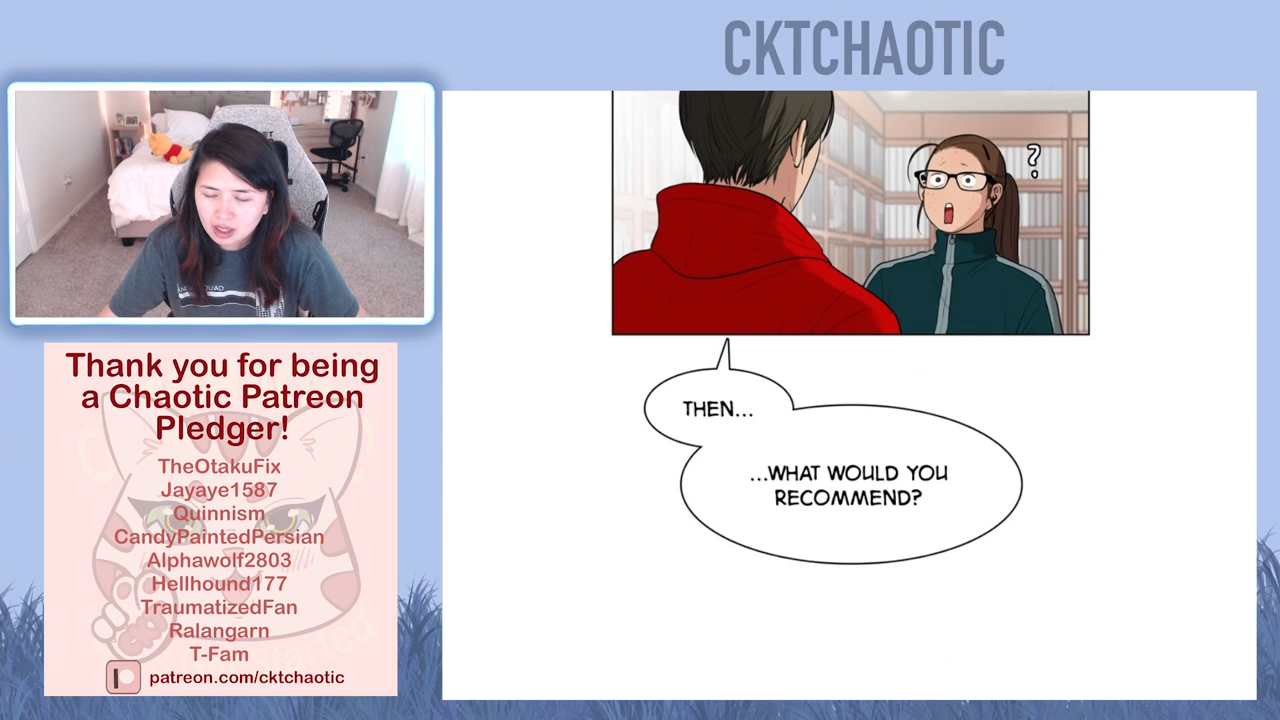 CKTCHAOTIC
?
THEN...
...WHAT WOULD YOU
RECOMMEND?
Thank you for being
a Chaotic Patreon
Pledger!
TheOtakuFix
Jayaye1587
Quinnism
CandyPaintedPersian
Alphawolf2803
Hellhound177
TraumatizedFan
Ralangarn
T-Fam
patreon.com/cktchaotic